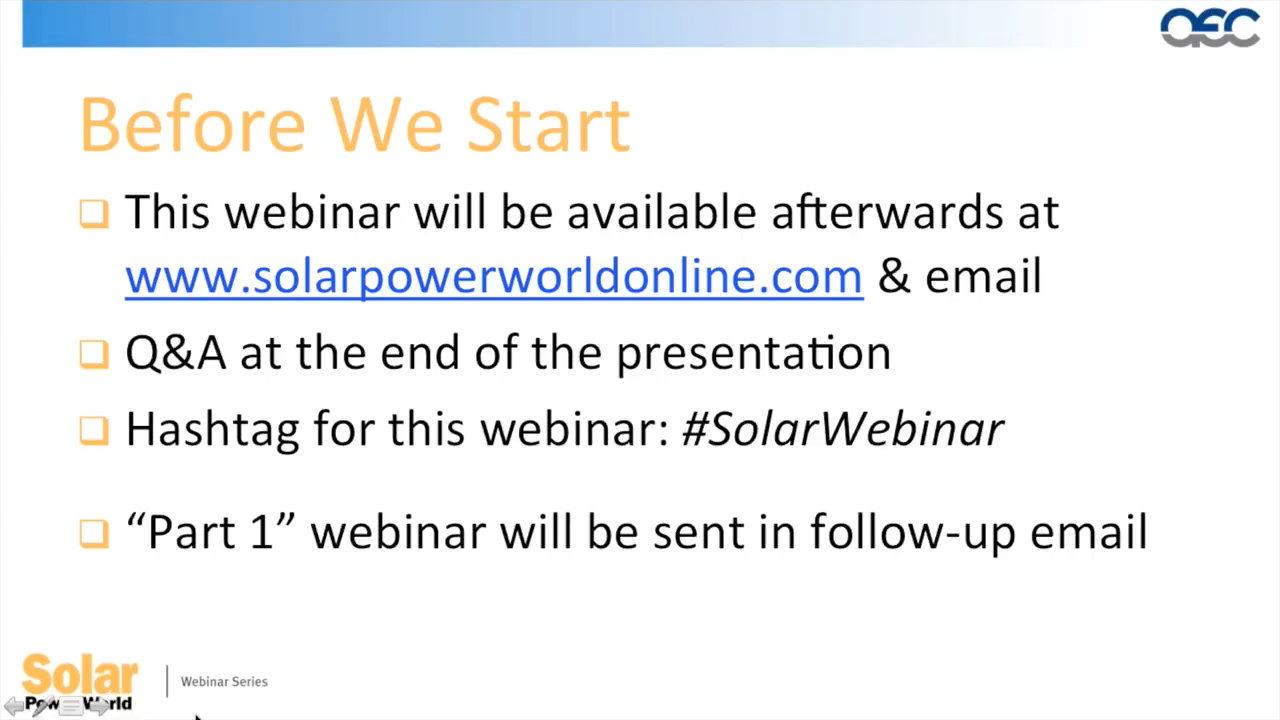 AEC
Before We Start
This webinar will be available afterwards at
www.solarpowerworldonline.com & email
Q&A at the end of the presentation
Hashtag for this webinar: #SolarWebinar
“Part 1” webinar will be sent in follow-up email
Solar
Power World
Webinar Series